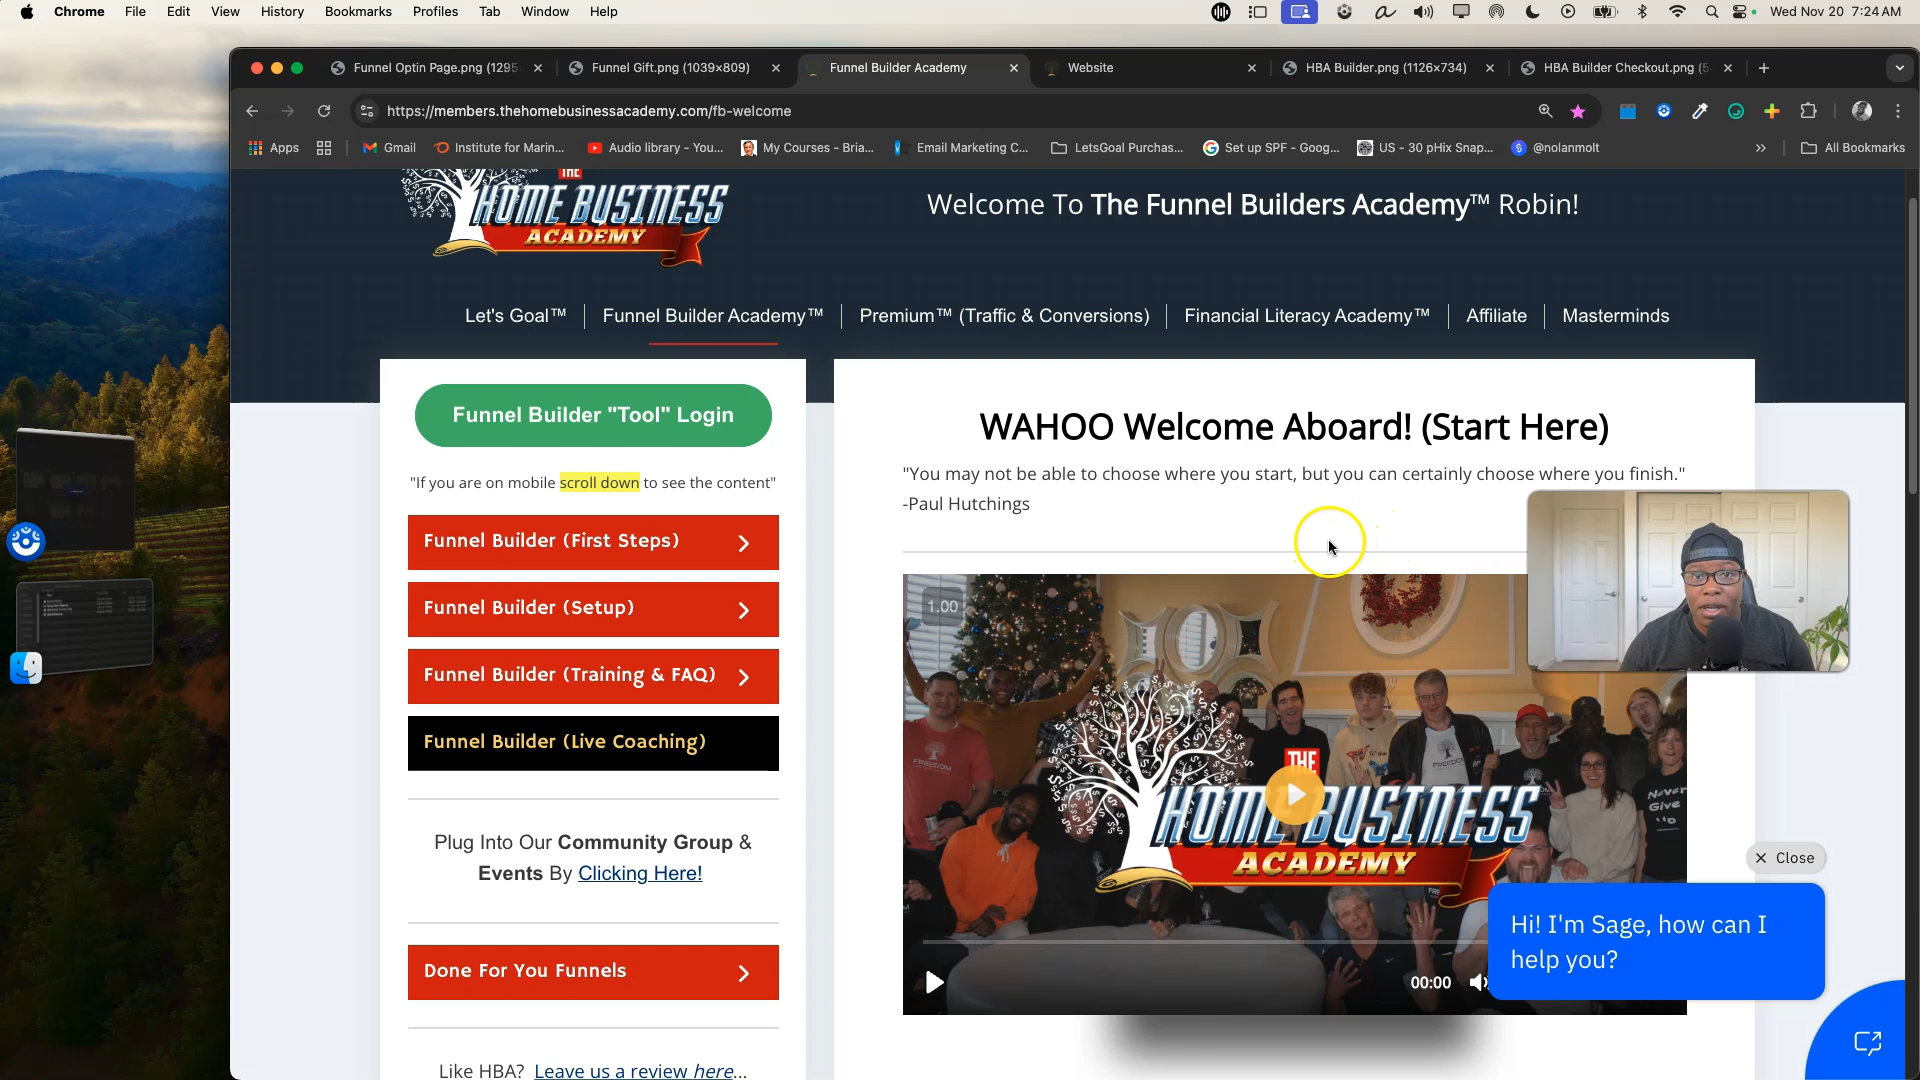 Chrome File Edit View History Bookmarks Profiles Tab Window Help
Wed Nov 20 7:24 AM
Funnel Optin Page.png (1295
Funnel Gift.png (1039×809)
Funnel Builder Academy
Website
HBA Builder.png (1126×734)
HBA Builder Checkout.png (5
https://members.thehomebusinessacademy.com/fb-welcome
Apps
Gmail
Institute for Marin...
Audio library - You...
My Courses - Bria...
Email Marketing C...
LetsGoal Purchas...
Set up SPF - Goog...
US - 30 pHix Snap...
@nolanmolt
All Bookmarks
THE
HOME BUSINESS
ACADEMY
Welcome To The Funnel Builders Academy™ Robin!
Let's Goal™
Funnel Builder Academy™
Premium™ (Traffic & Conversions)
Financial Literacy Academy™
Affiliate
Masterminds
Funnel Builder "Tool" Login
"If you are on mobile scroll down to see the content"
Funnel Builder (First Steps)
Funnel Builder (Setup)
Funnel Builder (Training & FAQ)
Funnel Builder (Live Coaching)
Plug Into Our Community Group &
Events By Clicking Here!
Done For You Funnels
Like HBA? Leave us a review here...
WAHOO Welcome Aboard! (Start Here)
"You may not be able to choose where you start, but you can certainly choose where you finish."
-Paul Hutchings
1.00
FREEDOM
Never
Give
THE
HOME BUSINESS
ACADEMY
00:00
Close
Hi! I'm Sage, how can I
help you?